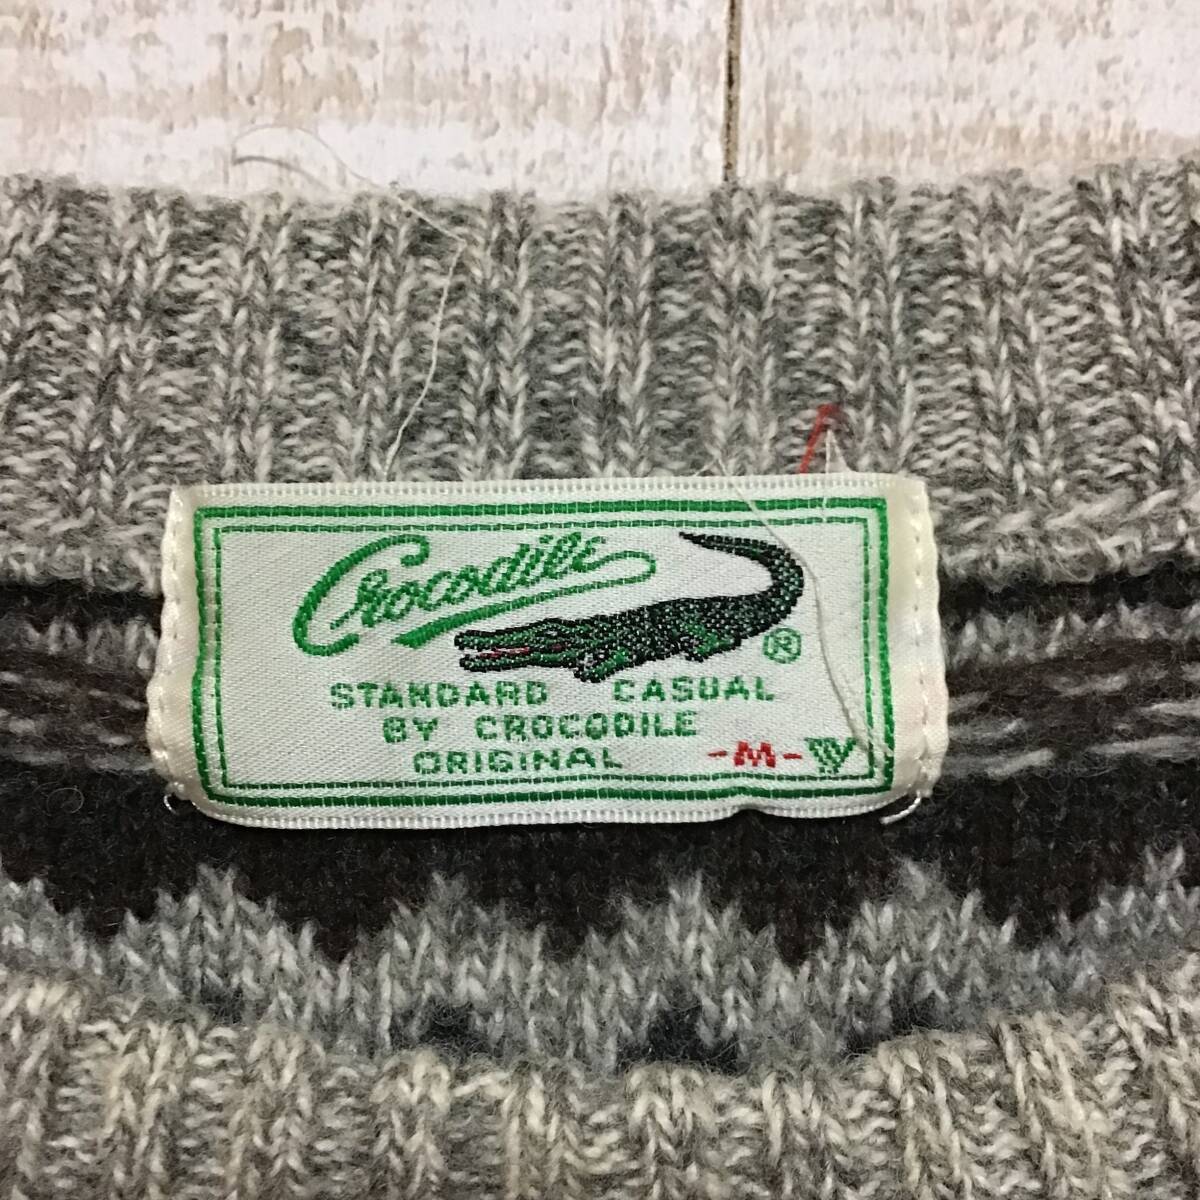 Crocodile
®
STANDARD CASUAL
BY CROCODILE
ORIGINAL -M- W